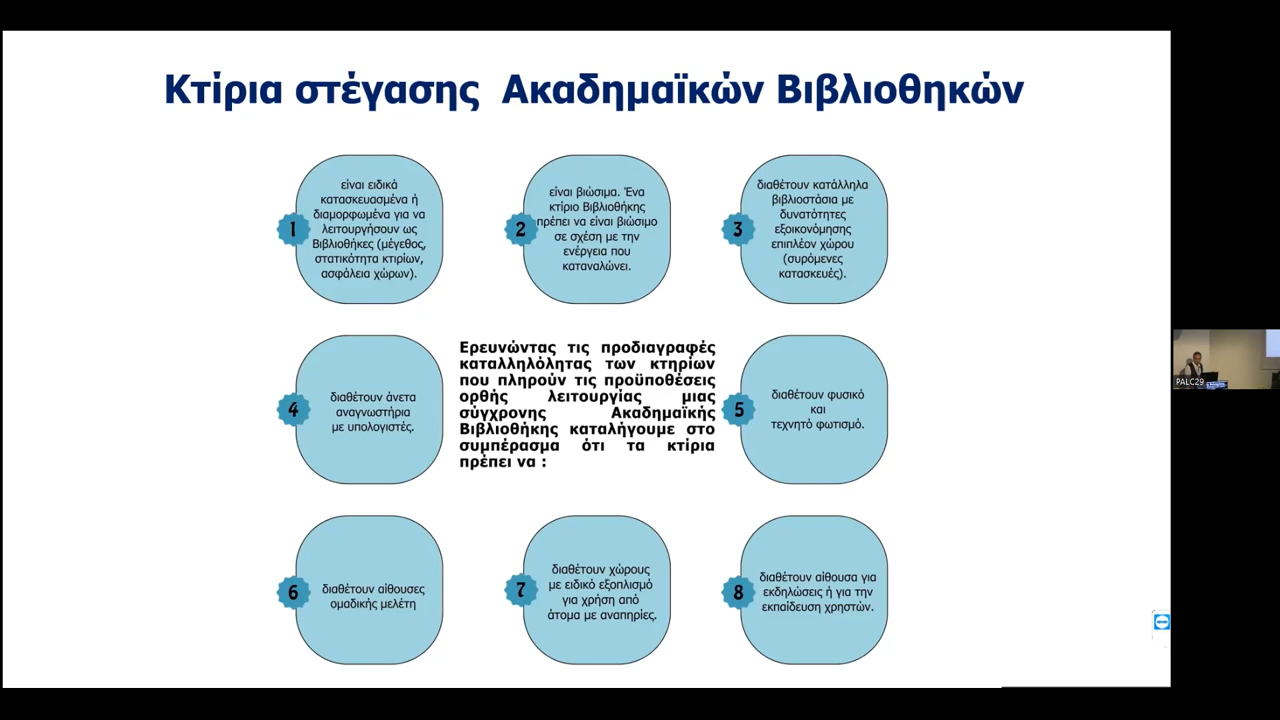 Κτίρια στέγασης Ακαδημαϊκών Βιβλιοθηκών
1
είναι ειδικά
κατασκευασμένα ή
διαμορφωμένα για να
λειτουργήσουν ως
Βιβλιοθήκες (μέγεθος,
στατικότητα κτιρίων,
ασφάλεια χώρων).
2
είναι βιώσιμα. Ένα
κτίριο Βιβλιοθήκης
πρέπει να είναι βιώσιμο
σε σχέση με την
ενέργεια που
καταναλώνει.
3
διαθέτουν κατάλληλα
βιβλιοστάσια με
δυνατότητες
εξοικονόμησης
επιπλέον χώρου
(συρόμενες
κατασκευές).
4
διαθέτουν άνετα
αναγνωστήρια
με υπολογιστές.
Ερευνώντας τις προδιαγραφές
καταλληλόλητας των κτηρίων
που πληρούν τις προϋποθέσεις
ορθής λειτουργίας μιας
σύγχρονης Ακαδημαϊκής
Βιβλιοθήκης καταλήγουμε στο
συμπέρασμα ότι τα κτίρια
πρέπει να :
5
διαθέτουν φυσικό
και
τεχνητό φωτισμό.
6
διαθέτουν αίθουσες
ομαδικής μελέτη
7
διαθέτουν χώρους
με ειδικό εξοπλισμό
για χρήση από
άτομα με αναπηρίες.
8
διαθέτουν αίθουσα για
εκδηλώσεις ή για την
εκπαίδευση χρηστών.
PALC29